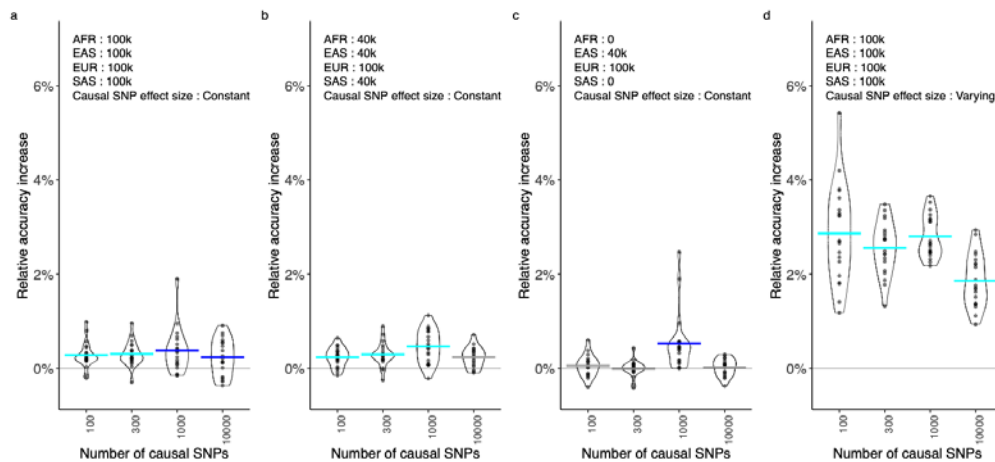 a
AFR : 100k
EAS : 100k
EUR : 100k
SAS : 100k
Causal SNP effect size : Constant
Relative accuracy increase
6%
4%
2%
0%
100
300
1000
10000
Number of causal SNPs
b
AFR : 40k
EAS : 40k
EUR : 100k
SAS : 40k
Causal SNP effect size : Constant
Relative accuracy increase
6%
4%
2%
0%
100
300
1000
10000
Number of causal SNPs
c
AFR : 0
EAS : 40k
EUR : 100k
SAS : 0
Causal SNP effect size : Constant
Relative accuracy increase
6%
4%
2%
0%
100
300
1000
10000
Number of causal SNPs
d
AFR : 100k
EAS : 100k
EUR : 100k
SAS : 100k
Causal SNP effect size : Varying
Relative accuracy increase
6%
4%
2%
0%
100
300
1000
10000
Number of causal SNPs